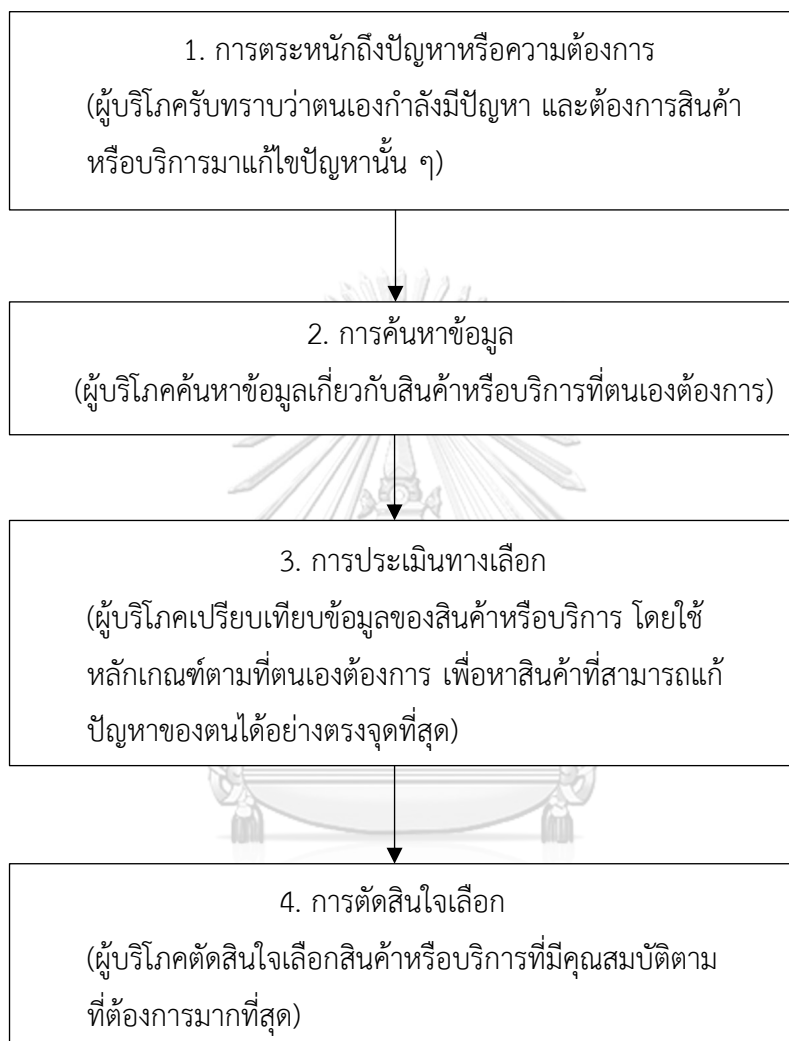 1. การตระหนักถึงปัญหาหรือความต้องการ
(ผู้บริโภครับทราบว่าตนเองกำลังมีปัญหา และต้องการสินค้า
หรือบริการมาแก้ไขปัญหานั้น ๆ)
2. การค้นหาข้อมูล
(ผู้บริโภคค้นหาข้อมูลเกี่ยวกับสินค้าหรือบริการที่ตนเองต้องการ)
3. การประเมินทางเลือก
(ผู้บริโภคเปรียบเทียบข้อมูลของสินค้าหรือบริการ โดยใช้
หลักเกณฑ์ตามที่ตนเองต้องการ เพื่อหาสินค้าที่สามารถแก้
ปัญหาของตนได้อย่างตรงจุดที่สุด)
4. การตัดสินใจเลือก
(ผู้บริโภคตัดสินใจเลือกสินค้าหรือบริการที่มีคุณสมบัติตาม
ที่ต้องการมากที่สุด)